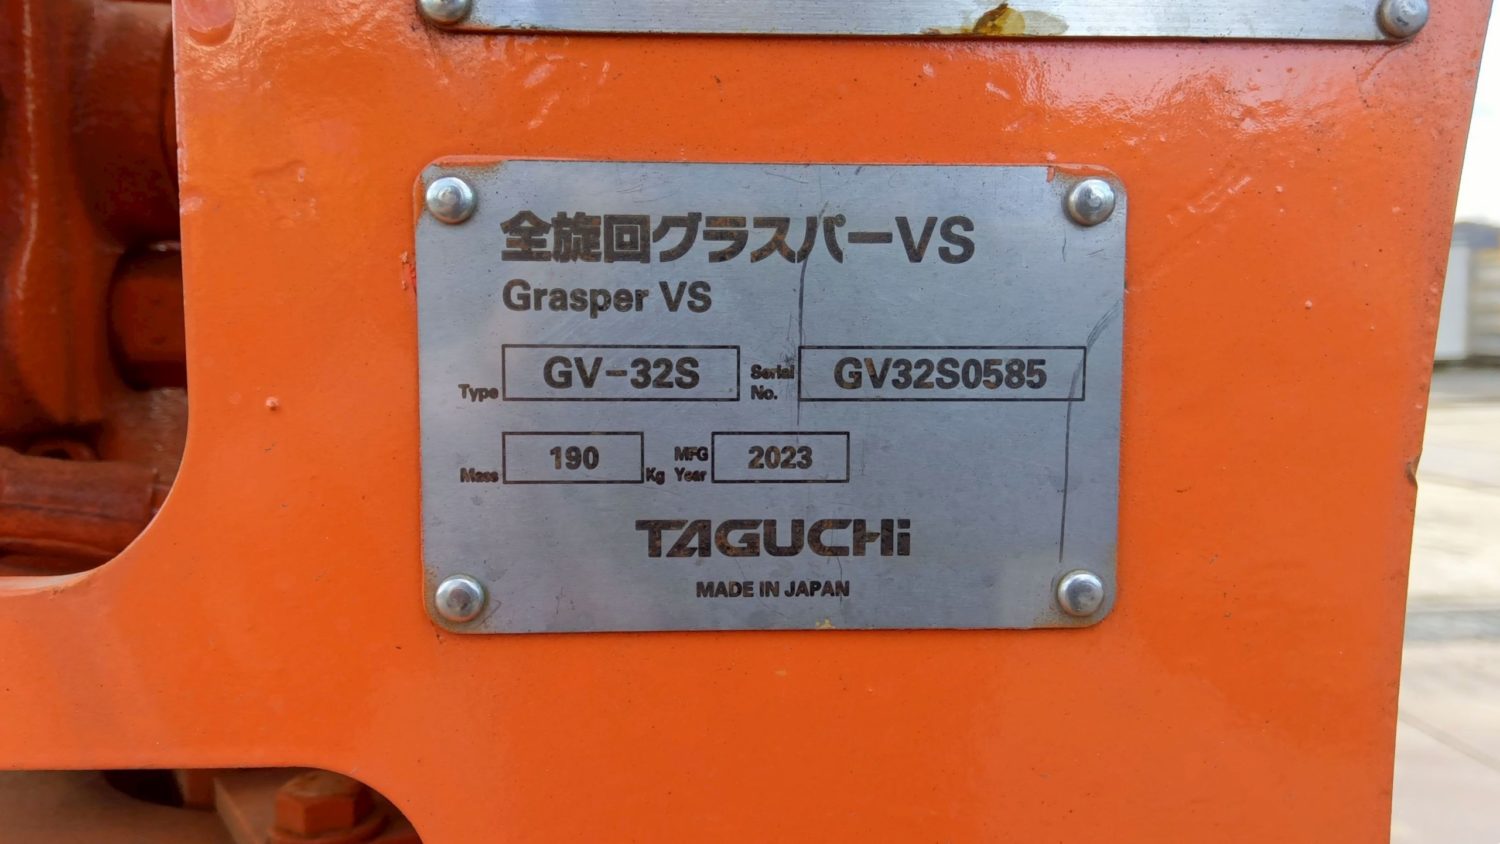 全旋回グラスパーVS
Grasper VS
Type GV-32S Serial No. GV32S0585
Mass 190 Kg MFG Year 2023
TAGUCHi
MADE IN JAPAN